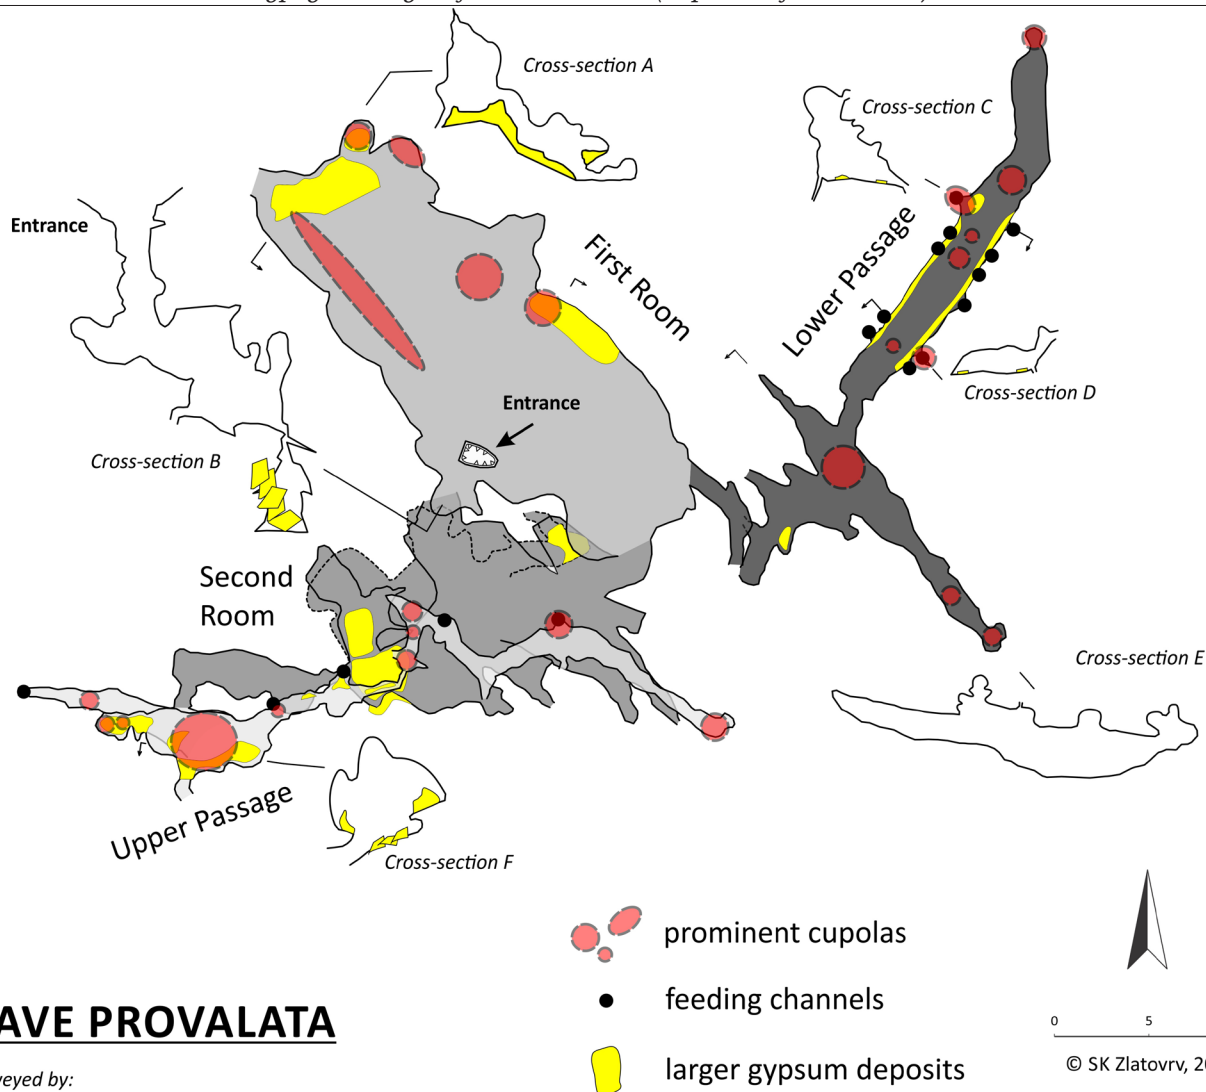 Cross-section A
Cross-section C
Entrance
First Room
Lower Passage
Cross-section D
Entrance
Cross-section B
Second
Room
Cross-section E
Upper Passage
Cross-section F
prominent cupolas
feeding channels
larger gypsum deposits
AVE PROVALATA
veyed by:
0 5
© SK Zlatovrv, 20